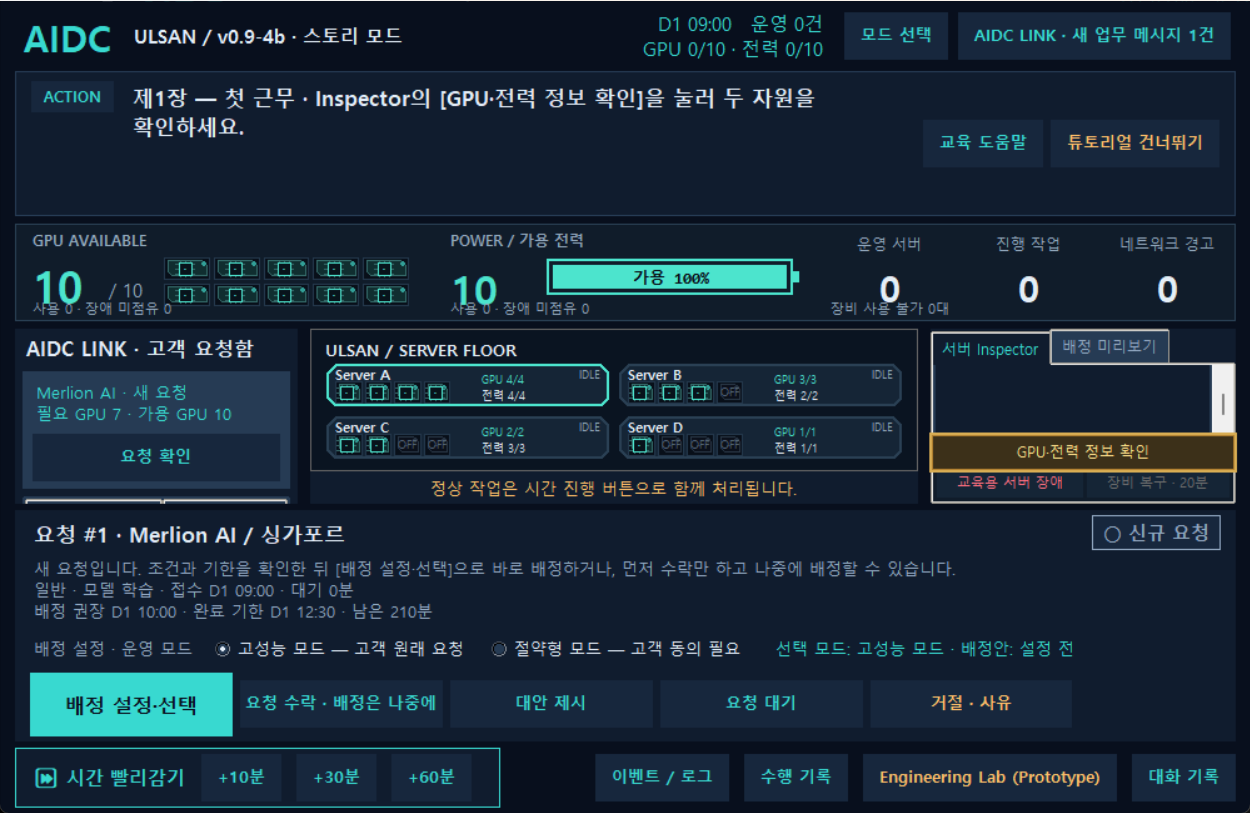 AIDC ULSAN / v0.9-4b · 스토리 모드
D1 09:00 운영 0건
GPU 0/10 · 전력 0/10
모드 선택
AIDC LINK · 새 업무 메시지 1건
ACTION
제1장 — 첫 근무 · Inspector의 [GPU·전력 정보 확인]을 눌러 두 자원을
확인하세요.
교육 도움말
튜토리얼 건너뛰기
GPU AVAILABLE
10 / 10
사용 0 · 장애 미점유 0
POWER / 가용 전력
10
가용 100%
사용 0 · 장애 미점유 0
운영 서버
0
장비 사용 불가 0대
진행 작업
0
네트워크 경고
0
AIDC LINK · 고객 요청함
Merlion AI · 새 요청
필요 GPU 7 · 가용 GPU 10
요청 확인
ULSAN / SERVER FLOOR
Server A
GPU 4/4
전력 4/4
IDLE
Server B
OFF
GPU 3/3
전력 2/2
IDLE
Server C
OFF OFF
GPU 2/2
전력 3/3
IDLE
Server D
OFF OFF OFF
GPU 1/1
전력 1/1
IDLE
정상 작업은 시간 진행 버튼으로 함께 처리됩니다.
서버 Inspector
배정 미리보기
GPU·전력 정보 확인
교육용 서버 장애
장비 복구 · 20분
요청 #1 · Merlion AI / 싱가포르
○ 신규 요청
새 요청입니다. 조건과 기한을 확인한 뒤 [배정 설정·선택]으로 바로 배정하거나, 먼저 수락만 하고 나중에 배정할 수 있습니다.
일반 · 모델 학습 · 접수 D1 09:00 · 대기 0분
배정 권장 D1 10:00 · 완료 기한 D1 12:30 · 남은 210분
배정 설정 · 운영 모드
고성능 모드 — 고객 원래 요청
절약형 모드 — 고객 동의 필요
선택 모드: 고성능 모드 · 배정안: 설정 전
배정 설정·선택
요청 수락 · 배정은 나중에
대안 제시
요청 대기
거절 · 사유
시간 빨리감기
+10분
+30분
+60분
이벤트 / 로그
수행 기록
Engineering Lab (Prototype)
대화 기록